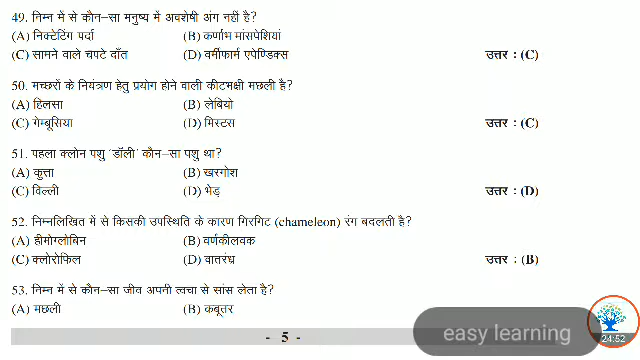 49. निम्न में से कौन-सा मनुष्य में अवशेषी अंग नहीं है?
(A) निक्टेटिंग पर्दा (B) कर्णाभ मांसपेशियां
(C) सामने वाले चपटे दाँत (D) वर्मीफार्म एपेण्डिक्स उत्तर : (C)
50. मच्छरों के नियंत्रण हेतु प्रयोग होने वाली कीटभक्षी मछली है?
(A) हिलसा (B) लेबियो
(C) गेम्बूसिया (D) मिस्टस उत्तर : (C)
51. पहला क्लोन पशु 'डॉली' कौन-सा पशु था?
(A) कुत्ता (B) खरगोश
(C) विल्ली (D) भेड़ उत्तर : (D)
52. निम्नलिखित में से किसकी उपस्थिति के कारण गिरगिट (chameleon) रंग बदलती है?
(A) हीमोग्लोबिन (B) वर्णकीलवक
(C) क्लोरोफिल (D) वातरंध्र उत्तर : (B)
53. निम्न में से कौन-सा जीव अपनी त्वचा से सांस लेता है?
(A) मछली (B) कबूतर
- 5 -
easy learning
24:52